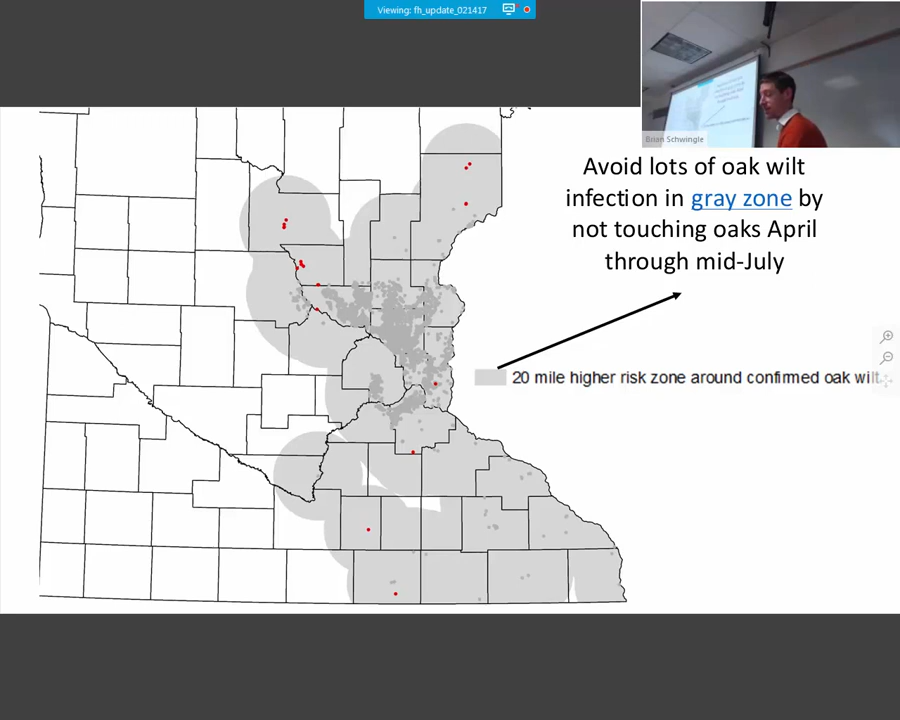 Viewing: fh_update_021417
Brian Schwingle
Avoid lots of oak wilt
infection in gray zone by
not touching oaks April
through mid-July
20 mile higher risk zone around confirmed oak wilt